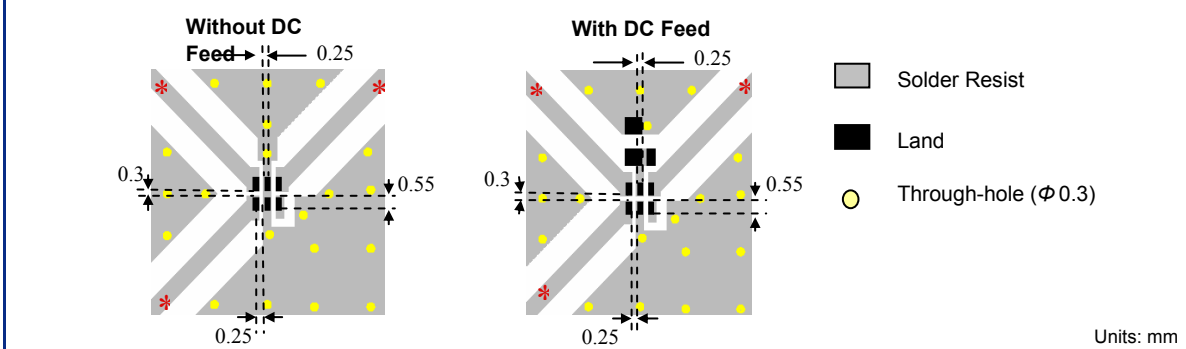 Without DC
Feed
0.25
0.3
0.55
0.25
*
*
*
With DC Feed
0.25
0.3
0.55
0.25
*
*
*
Solder Resist
Land
Through-hole (Φ0.3)
Units: mm